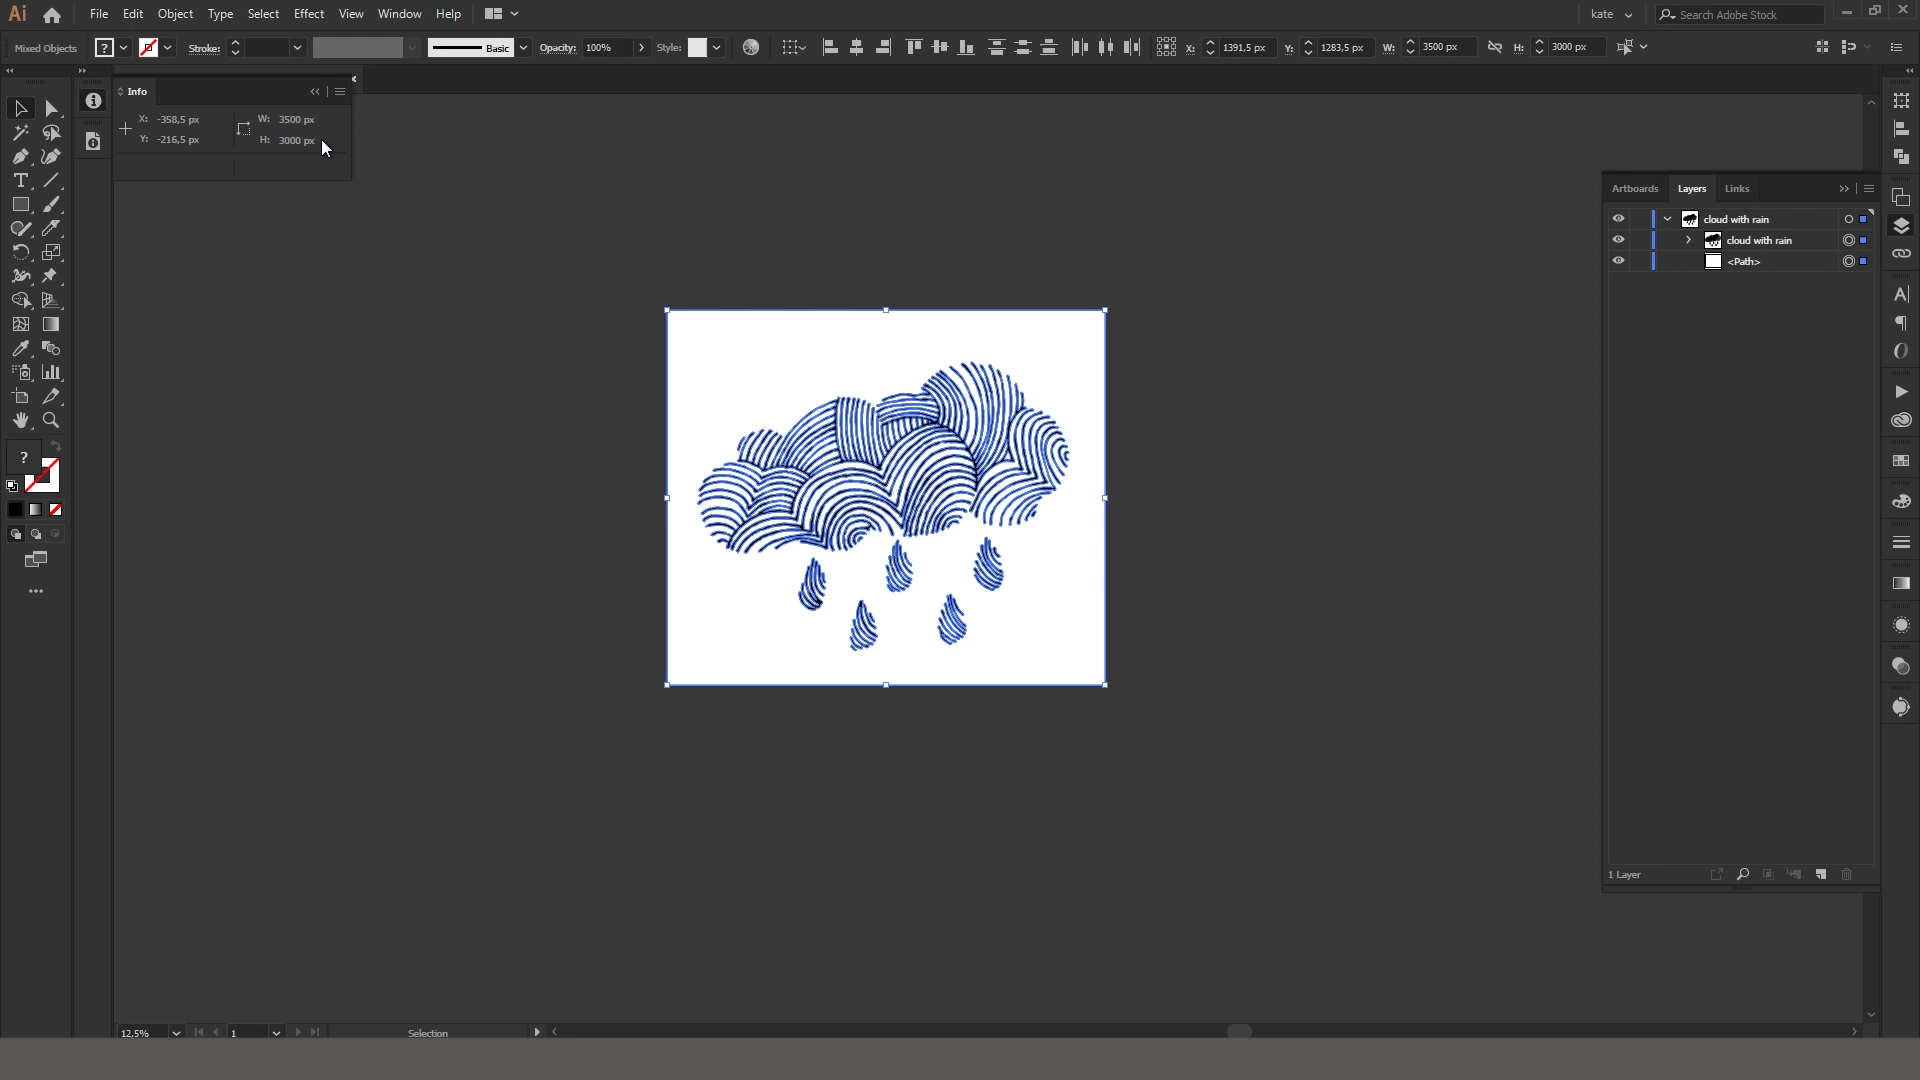 Ai File Edit Object Type Select Effect View Window Help kate Search Adobe Stock
Mixed Objects ? Stroke: Basic Opacity: 100% Style: X: 1391,5 px Y: 1283,5 px W: 3500 px H: 3000 px
Info
X: -358,5 px W: 3500 px
Y: -216,5 px H: 3000 px
Artboards Layers Links
cloud with rain
cloud with rain
<Path>
?
1 Layer
12,5% 1 Selection